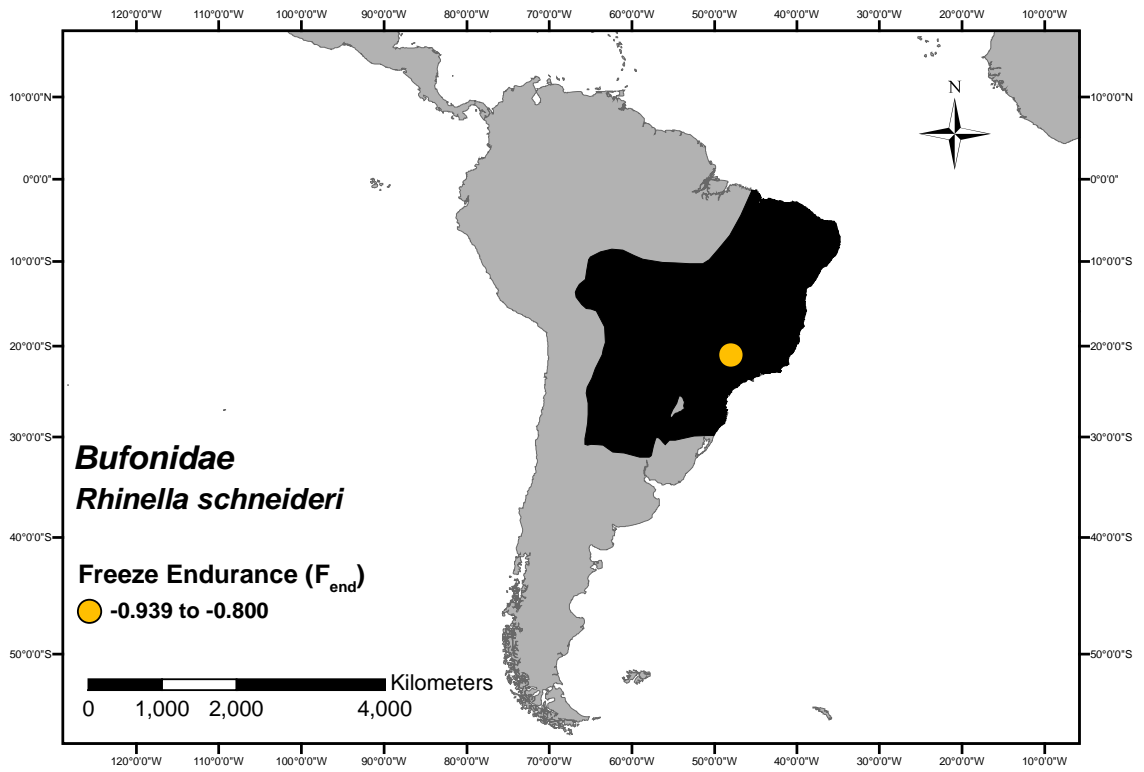 120°0'0"W 110°0'0"W 100°0'0"W 90°0'0"W 80°0'0"W 70°0'0"W 60°0'0"W 50°0'0"W 40°0'0"W 30°0'0"W 20°0'0"W 10°0'0"W
N
10°0'0"N 10°0'0"N
0°0'0" 0°0'0"
10°0'0"S 10°0'0"S
20°0'0"S 20°0'0"S
30°0'0"S 30°0'0"S
Bufonidae
Rhinella schneideri
40°0'0"S 40°0'0"S
Freeze Endurance (Fend)
-0.939 to -0.800
50°0'0"S 50°0'0"S
Kilometers
0 1,000 2,000 4,000
120°0'0"W 110°0'0"W 100°0'0"W 90°0'0"W 80°0'0"W 70°0'0"W 60°0'0"W 50°0'0"W 40°0'0"W 30°0'0"W 20°0'0"W 10°0'0"W